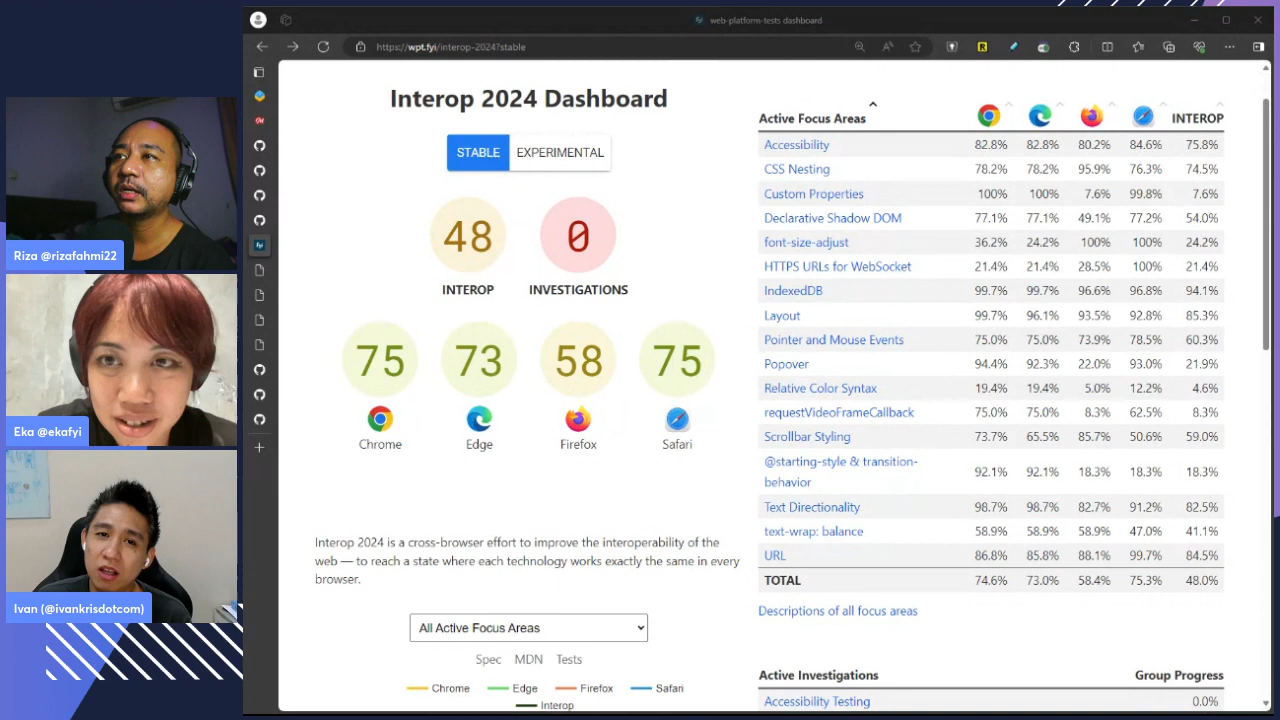 web-platform-tests dashboard
https://wpt.fyi/interop-2024?stable
Riza @rizafahmi22
Eka @ekafyi
Ivan (@ivankrisdotcom)
Interop 2024 Dashboard
STABLE EXPERIMENTAL
48 0
INTEROP INVESTIGATIONS
75 73 58 75
Chrome Edge Firefox Safari
Interop 2024 is a cross-browser effort to improve the interoperability of the
web — to reach a state where each technology works exactly the same in every
browser.
All Active Focus Areas
Spec MDN Tests
Chrome Edge Firefox Safari
Interop
Active Focus Areas INTEROP
Accessibility 82.8% 82.8% 80.2% 84.6% 75.8%
CSS Nesting 78.2% 78.2% 95.9% 76.3% 74.5%
Custom Properties 100% 100% 7.6% 99.8% 7.6%
Declarative Shadow DOM 77.1% 77.1% 49.1% 77.2% 54.0%
font-size-adjust 36.2% 24.2% 100% 100% 24.2%
HTTPS URLs for WebSocket 21.4% 21.4% 28.5% 100% 21.4%
IndexedDB 99.7% 99.7% 96.6% 96.8% 94.1%
Layout 99.7% 96.1% 93.5% 92.8% 85.3%
Pointer and Mouse Events 75.0% 75.0% 73.9% 78.5% 60.3%
Popover 94.4% 92.3% 22.0% 93.0% 21.9%
Relative Color Syntax 19.4% 19.4% 5.0% 12.2% 4.6%
requestVideoFrameCallback 75.0% 75.0% 8.3% 62.5% 8.3%
Scrollbar Styling 73.7% 65.5% 85.7% 50.6% 59.0%
@starting-style & transition-
behavior 92.1% 92.1% 18.3% 18.3% 18.3%
Text Directionality 98.7% 98.7% 82.7% 91.2% 82.5%
text-wrap: balance 58.9% 58.9% 58.9% 47.0% 41.1%
URL 86.8% 85.8% 88.1% 99.7% 84.5%
TOTAL 74.6% 73.0% 58.4% 75.3% 48.0%
Descriptions of all focus areas
Active Investigations Group Progress
Accessibility Testing 0.0%